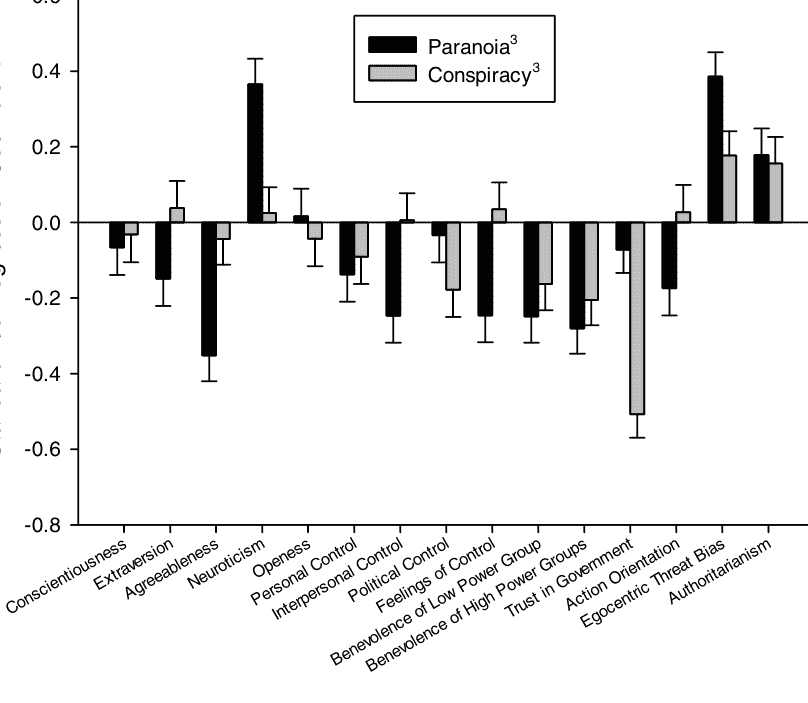 Paranoia3
Conspiracy3
0.4
0.2
0.0
-0.2
-0.4
-0.6
-0.8
Conscientiousness
Extraversion
Agreeableness
Neuroticism
Openess
Personal Control
Interpersonal Control
Political Control
Feelings of Control
Benevolence of Low Power Group
Benevolence of High Power Groups
Trust in Government
Action Orientation
Egocentric Threat Bias
Authoritarianism